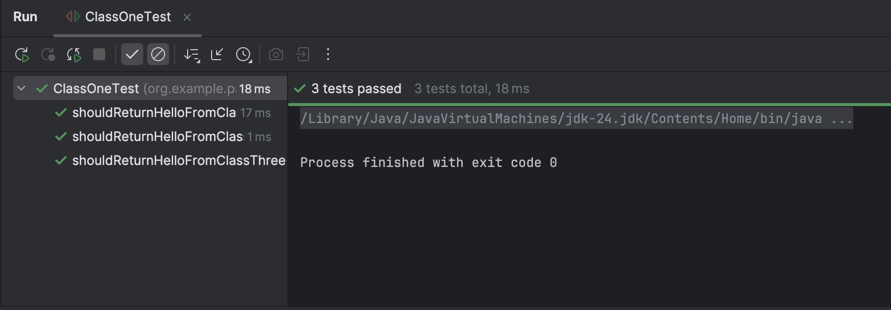 Run ClassOneTest
ClassOneTest (org.example.p 18 ms
shouldReturnHelloFromCla 17 ms
shouldReturnHelloFromClas 1 ms
shouldReturnHelloFromClassThree
3 tests passed 3 tests total, 18 ms
/Library/Java/JavaVirtualMachines/jdk-24.jdk/Contents/Home/bin/java ...
Process finished with exit code 0